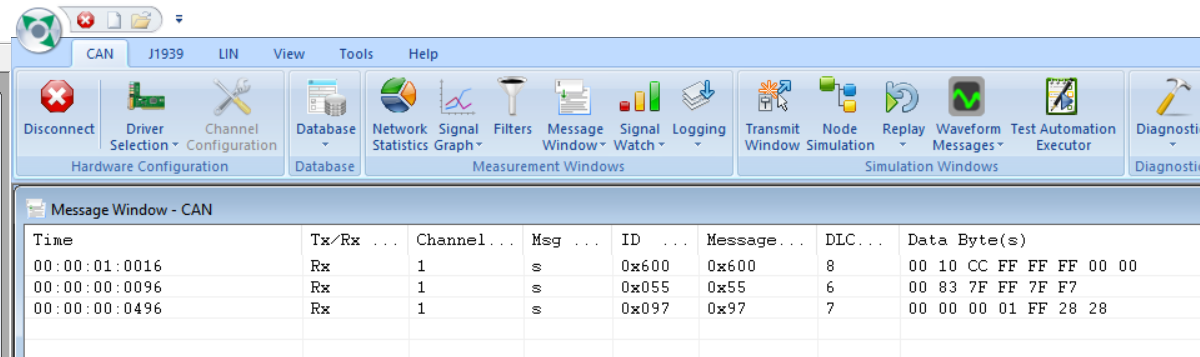 CAN J1939 LIN View Tools Help
Disconnect Driver Selection Channel Configuration Database Network Statistics Signal Graph Filters Message Window Signal Watch Logging Transmit Window Node Simulation Replay Waveform Messages Test Automation Executor Diagnosti
Hardware Configuration Database Measurement Windows Simulation Windows Diagnosti
Message Window - CAN
Time Tx/Rx ... Channel... Msg ... ID ... Message... DLC... Data Byte(s)
00:00:01:0016 Rx 1 s 0x600 0x600 8 00 10 CC FF FF FF 00 00
00:00:00:0096 Rx 1 s 0x055 0x55 6 00 83 7F FF 7F F7
00:00:00:0496 Rx 1 s 0x097 0x97 7 00 00 00 01 FF 28 28